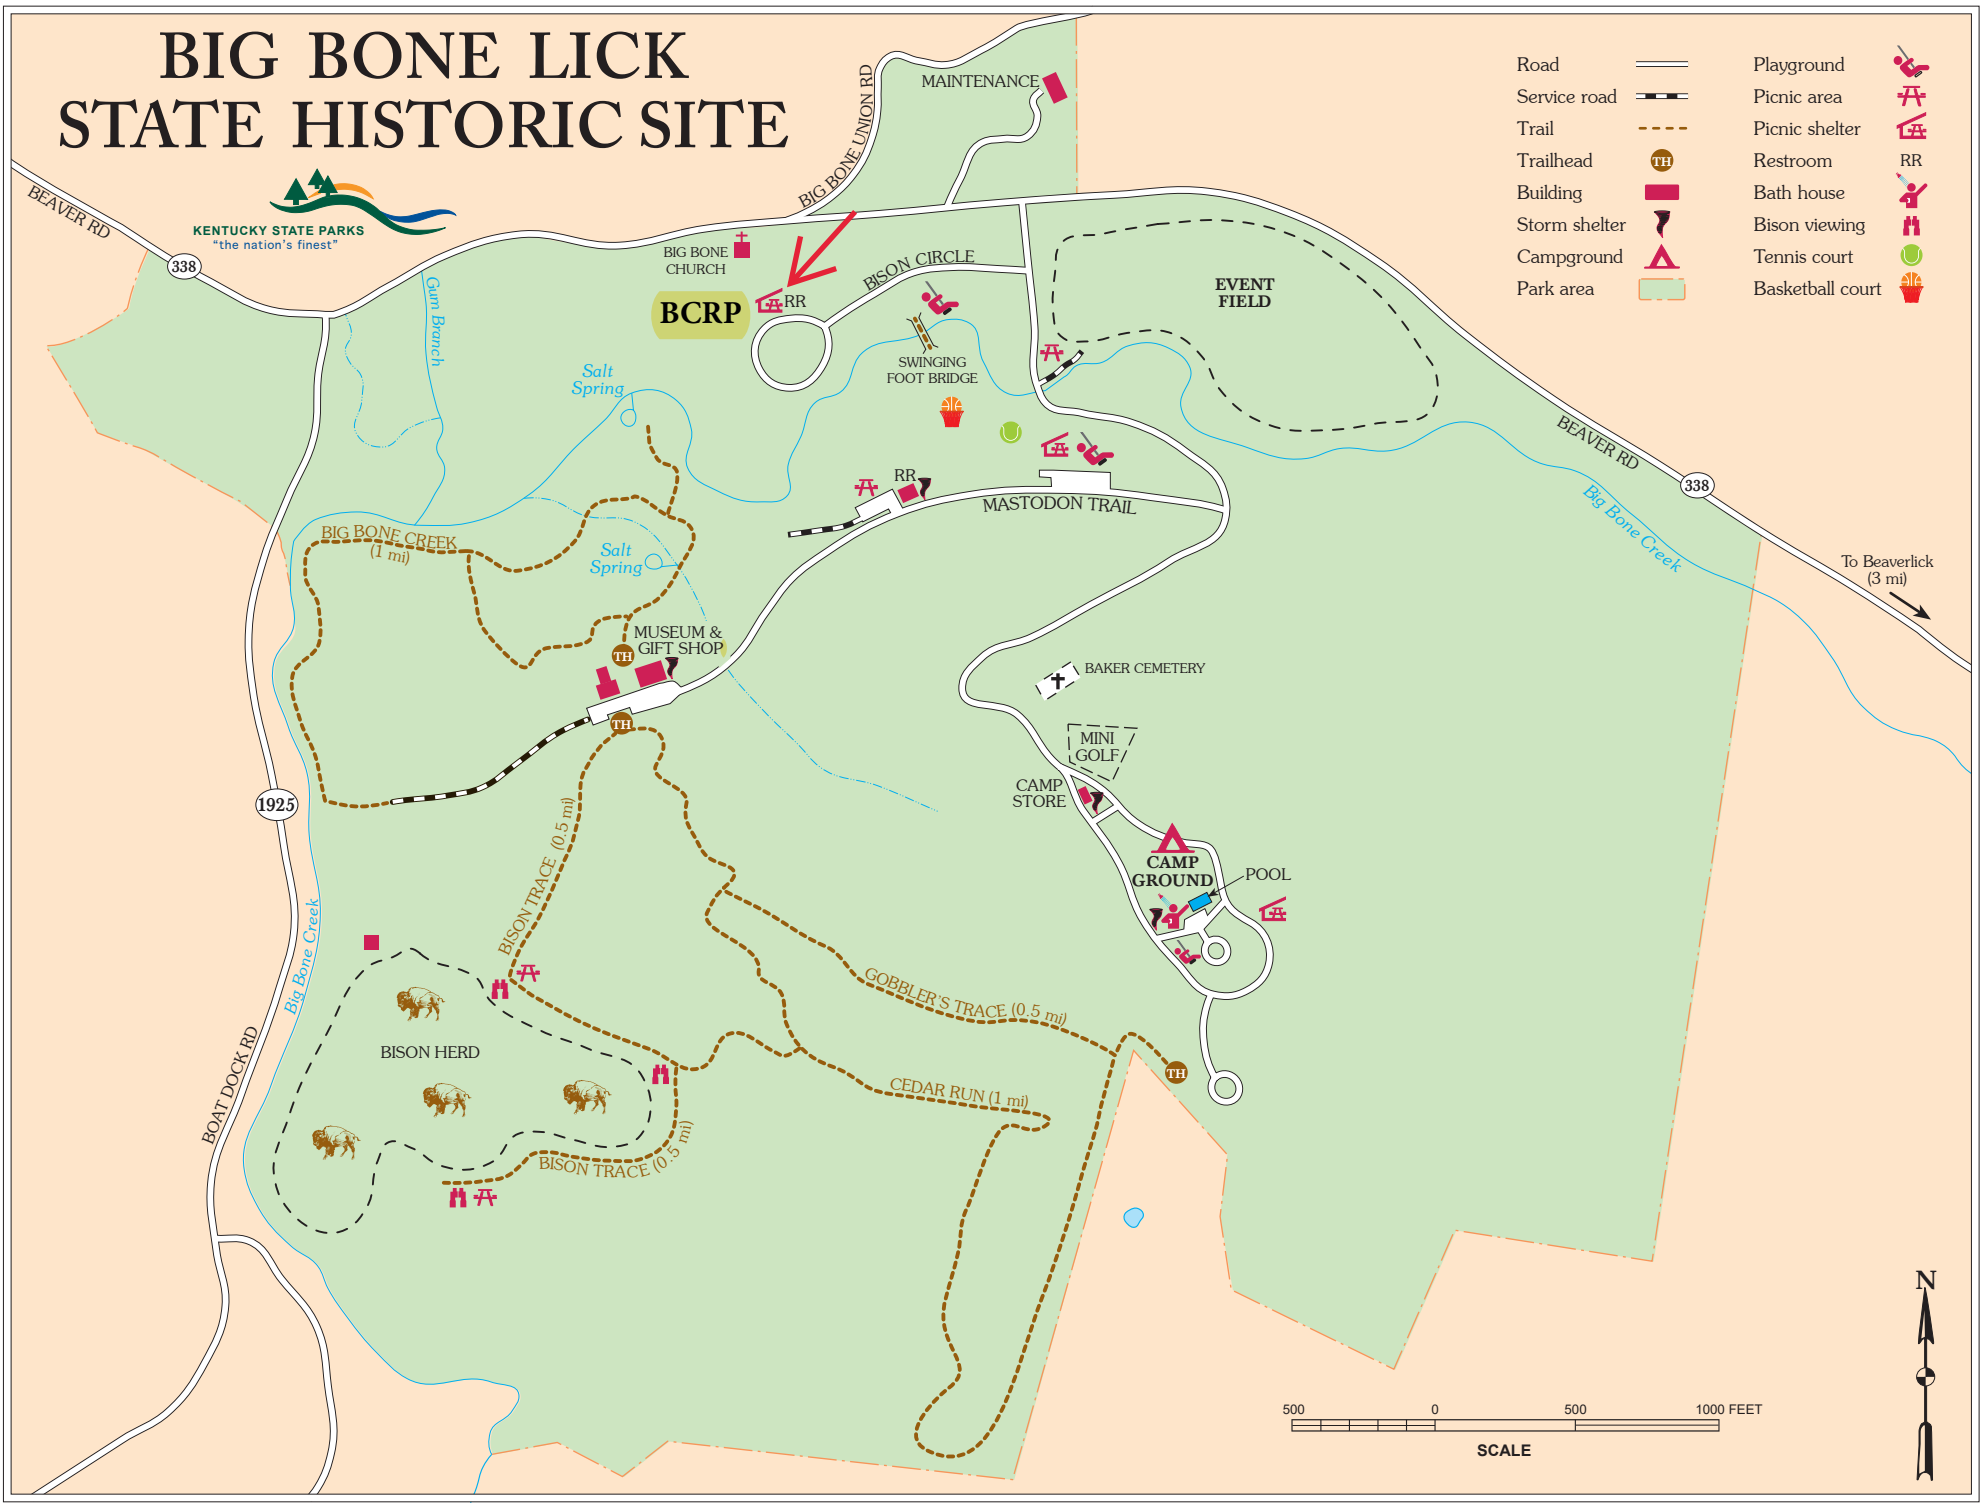 BIG BONE LICK
STATE HISTORIC SITE
KENTUCKY STATE PARKS
"the nation's finest"
Road
Service road
Trail
Trailhead
TH
Building
Storm shelter
Campground
Park area
Playground
Picnic area
Picnic shelter
Restroom
RR
Bath house
Bison viewing
Tennis court
Basketball court
BEAVER RD
338
BIG BONE UNION RD
MAINTENANCE
BIG BONE
CHURCH
BCRP
RR
BISON CIRCLE
Gum Branch
EVENT
FIELD
SWINGING
FOOT BRIDGE
Salt
Spring
BEAVER RD
338
Big Bone Creek
RR
MASTODON TRAIL
BIG BONE CREEK
(1 mi)
Salt
Spring
To Beaverlick
(3 mi)
MUSEUM &
GIFT SHOP
TH
TH
BAKER CEMETERY
MINI
GOLF
CAMP
STORE
1925
BISON TRACE (0.5 mi)
CAMP
GROUND
POOL
Big Bone Creek
GOBBLER'S TRACE (0.5 mi)
BISON HERD
BOAT DOCK RD
CEDAR RUN (1 mi)
TH
BISON TRACE (0.5 mi)
N
500 0 500 1000 FEET
SCALE